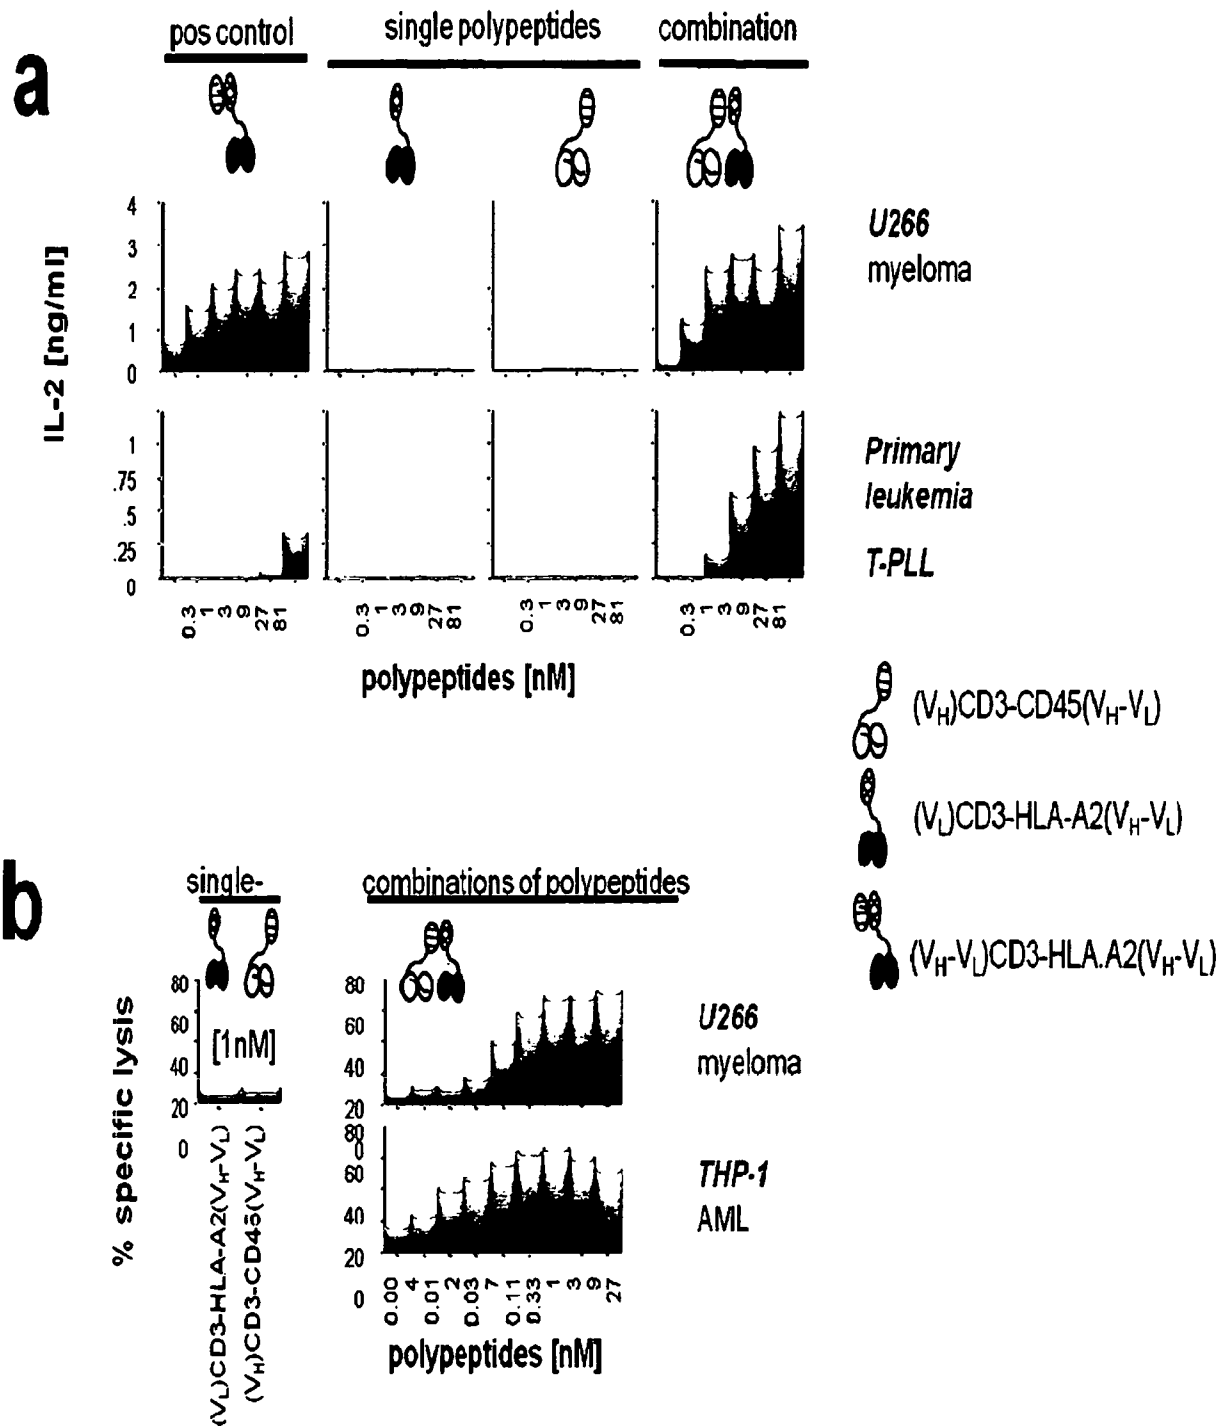 a
pos control
single polypeptides
combination
IL-2 [ng/ml]
4
3
2
1
0
U266
myeloma
1
.75
.5
.25
0
Primary
leukemia
T-PLL
0.3 1 3 9 27 81
0.3 1 3 9 27 81
0.3 1 3 9 27 81
0.3 1 3 9 27 81
polypeptides [nM]
(VH)CD3-CD45(VH-VL)
(VL)CD3-HLA-A2(VH-VL)
(VH-VL)CD3-HLA.A2(VH-VL)
b
single-
combinations of polypeptides
% specific lysis
80
60
40
20
0
[1nM]
(VL)CD3-HLA-A2(VH-VL)
(VH)CD3-CD45(VH-VL)
80
60
40
20
0
U266
myeloma
80
60
40
20
0
THP-1
AML
0.00 4 0.01 2 0.03 7 0.11 0.33 1 3 9 27
polypeptides [nM]